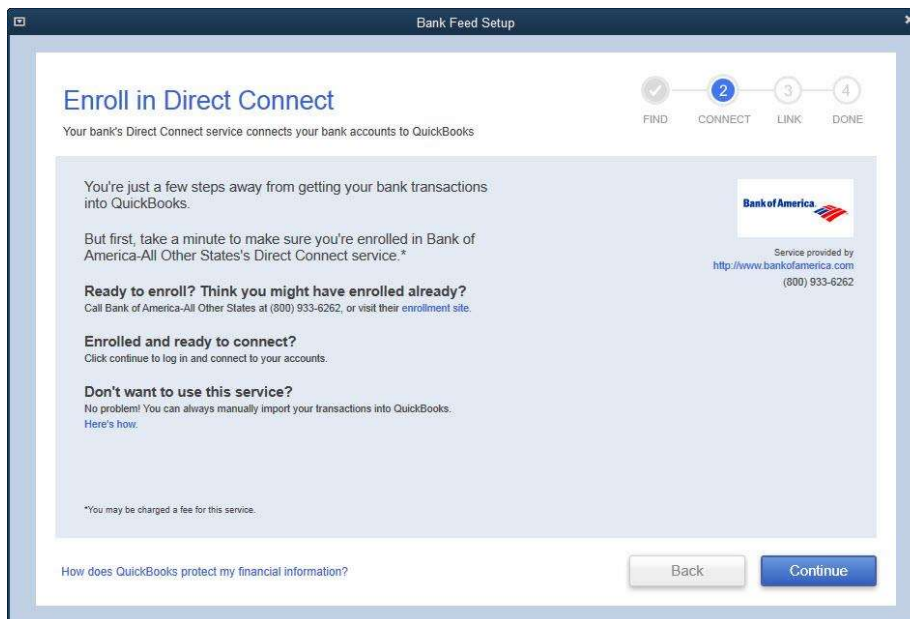 Bank Feed Setup
Enroll in Direct Connect
Your bank's Direct Connect service connects your bank accounts to QuickBooks
2
3
4
FIND
CONNECT
LINK
DONE
You're just a few steps away from getting your bank transactions
into QuickBooks.
But first, take a minute to make sure you're enrolled in Bank of
America-All Other States's Direct Connect service.*
Ready to enroll? Think you might have enrolled already?
Call Bank of America-All Other States at (800) 933-6262, or visit their enrollment site.
Enrolled and ready to connect?
Click continue to log in and connect to your accounts.
Don't want to use this service?
No problem! You can always manually import your transactions into QuickBooks.
Here's how.
*You may be charged a fee for this service.
Bank of America
Service provided by
http://www.bankofamerica.com
(800) 933-6262
How does QuickBooks protect my financial information?
Back
Continue